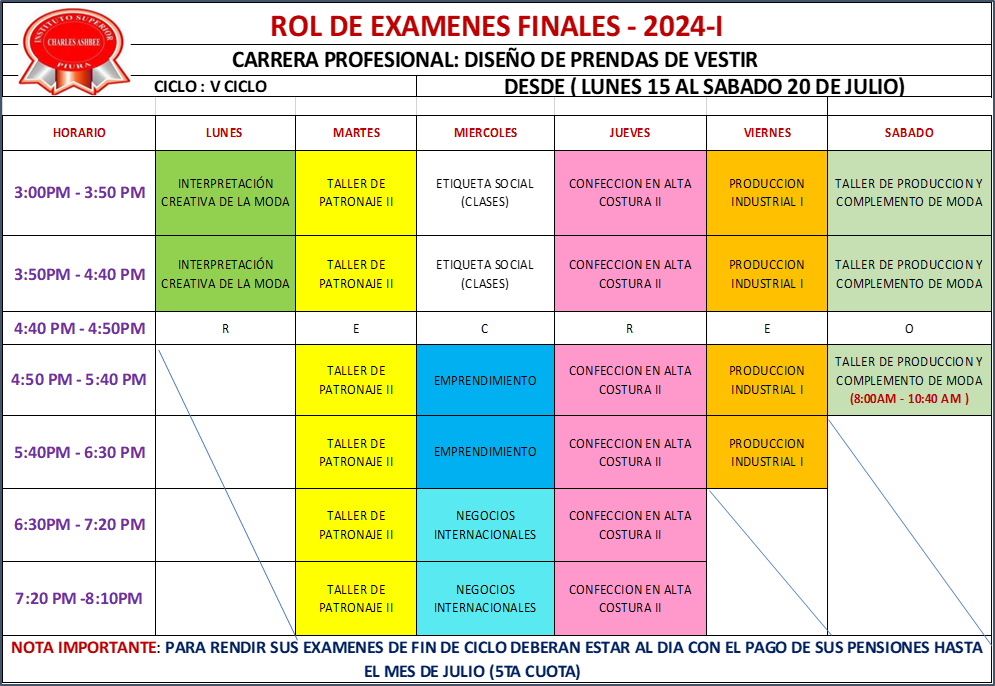 INSTITUTO SUPERIOR
CHARLES ASHBEE
PIURA
ROL DE EXAMENES FINALES - 2024-I
CARRERA PROFESIONAL: DISEÑO DE PRENDAS DE VESTIR
CICLO : V CICLO
DESDE ( LUNES 15 AL SABADO 20 DE JULIO)
HORARIO LUNES MARTES MIERCOLES JUEVES VIERNES SABADO
3:00PM - 3:50 PM
INTERPRETACIÓN
CREATIVA DE LA MODA
TALLER DE
PATRONAJE II
ETIQUETA SOCIAL
(CLASES)
CONFECCION EN ALTA
COSTURA II
PRODUCCION
INDUSTRIAL I
TALLER DE PRODUCCION Y
COMPLEMENTO DE MODA
3:50PM - 4:40 PM
INTERPRETACIÓN
CREATIVA DE LA MODA
TALLER DE
PATRONAJE II
ETIQUETA SOCIAL
(CLASES)
CONFECCION EN ALTA
COSTURA II
PRODUCCION
INDUSTRIAL I
TALLER DE PRODUCCION Y
COMPLEMENTO DE MODA
4:40 PM - 4:50PM R E C R E O
4:50 PM - 5:40 PM
TALLER DE
PATRONAJE II
EMPRENDIMIENTO
CONFECCION EN ALTA
COSTURA II
PRODUCCION
INDUSTRIAL I
TALLER DE PRODUCCION Y
COMPLEMENTO DE MODA
(8:00AM - 10:40 AM )
5:40PM - 6:30 PM
TALLER DE
PATRONAJE II
EMPRENDIMIENTO
CONFECCION EN ALTA
COSTURA II
PRODUCCION
INDUSTRIAL I
6:30PM - 7:20 PM
TALLER DE
PATRONAJE II
NEGOCIOS
INTERNACIONALES
CONFECCION EN ALTA
COSTURA II
7:20 PM -8:10PM
TALLER DE
PATRONAJE II
NEGOCIOS
INTERNACIONALES
CONFECCION EN ALTA
COSTURA II
NOTA IMPORTANTE: PARA RENDIR SUS EXAMENES DE FIN DE CICLO DEBERAN ESTAR AL DIA CON EL PAGO DE SUS PENSIONES HASTA
EL MES DE JULIO (5TA CUOTA)